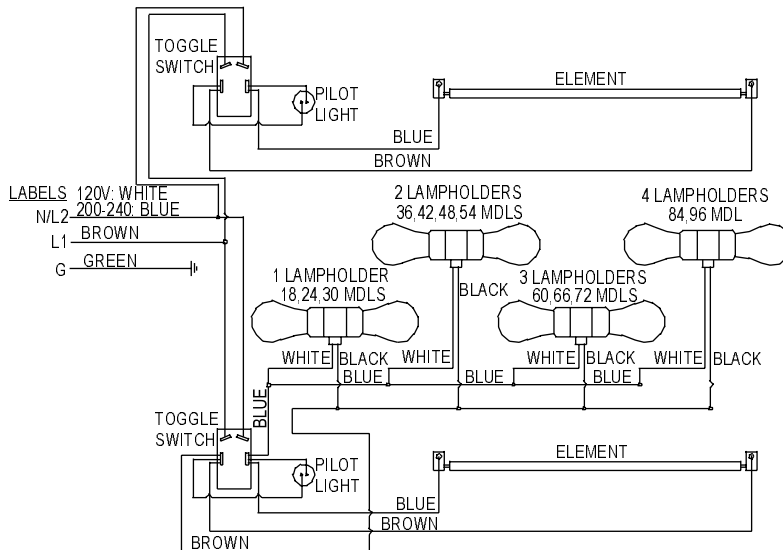 TOGGLE
SWITCH
PILOT
LIGHT
ELEMENT
BLUE
BROWN
LABELS 120V: WHITE
N/L2 200-240: BLUE
L1 BROWN
G GREEN
2 LAMPHOLDERS
36,42,48,54 MDLS
4 LAMPHOLDERS
84,96 MDL
1 LAMPHOLDER
18,24,30 MDLS
BLACK
3 LAMPHOLDERS
60,66,72 MDLS
WHITE BLACK WHITE WHITE BLACK WHITE BLACK
BLUE BLUE BLUE
BLUE
TOGGLE
SWITCH
PILOT
LIGHT
ELEMENT
BLUE
BROWN
BROWN